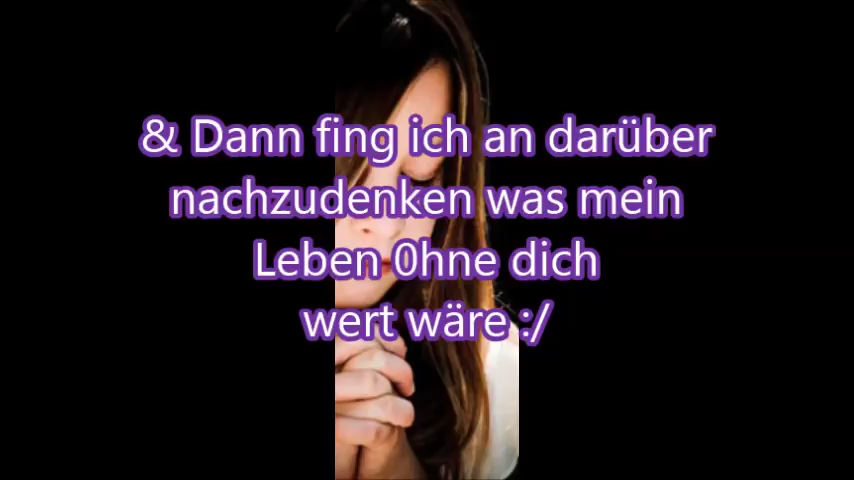 & Dann fing ich an darüber
nachzudenken was mein
Leben 0hne dich
wert wäre :/